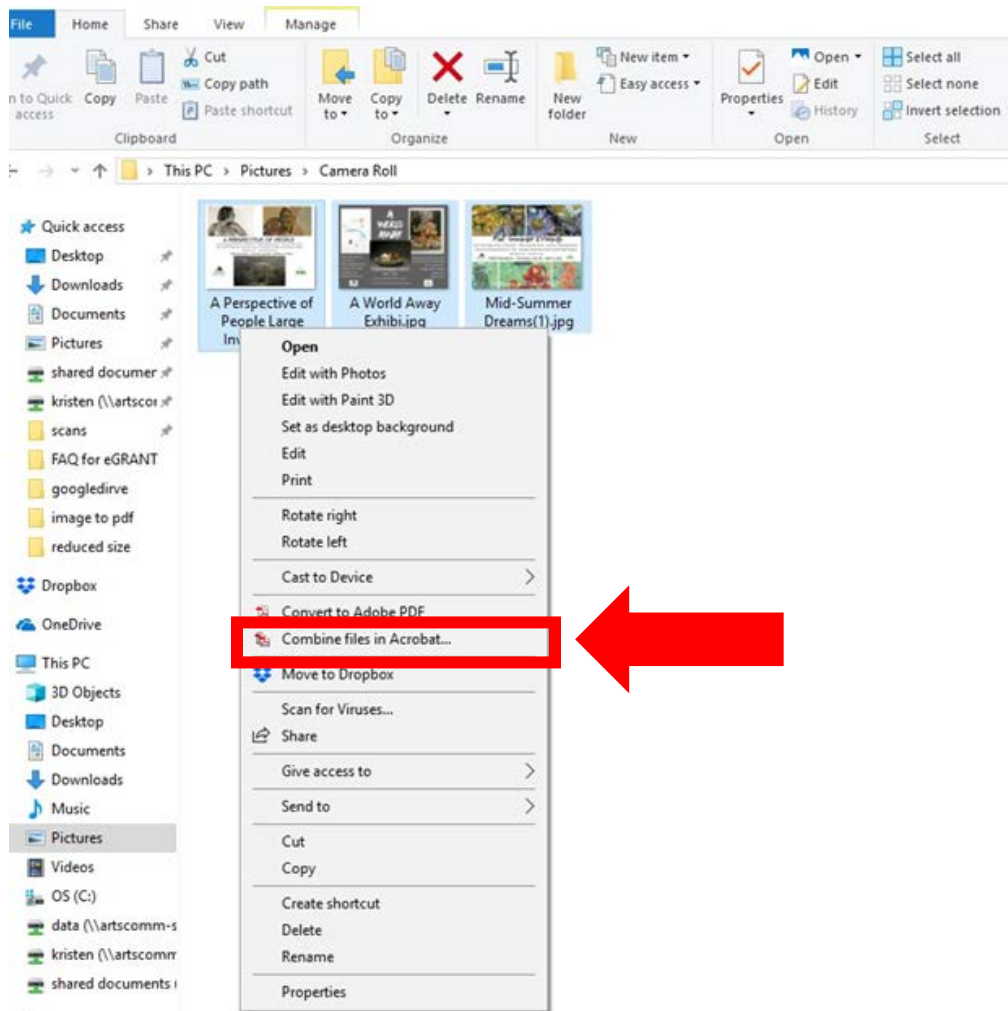 File Home Share View Manage
Cut
Copy path
Paste shortcut
n to Quick access
Copy
Paste
Move to
Copy to
Delete
Rename
New folder
New item
Easy access
Properties
Open
Edit
History
Select all
Select none
Invert selection
Clipboard Organize New Open Select
> This PC > Pictures > Camera Roll
Quick access
Desktop
Downloads
Documents
Pictures
shared documer
kristen (\\artscor
scans
FAQ for eGRANT
googledirve
image to pdf
reduced size
Dropbox
OneDrive
This PC
3D Objects
Desktop
Documents
Downloads
Music
Pictures
Videos
OS (C:)
data (\\artscomm-s
kristen (\\artscomm
shared documents
A PERSPECTIVE OF PEOPLE
A WORLD AWAY
A Perspective of
People Large
Inv
A World Away
Exhibi.jpg
Mid-Summer
Dreams(1).jpg
Open
Edit with Photos
Edit with Paint 3D
Set as desktop background
Edit
Print
Rotate right
Rotate left
Cast to Device
Convert to Adobe PDF
Combine files in Acrobat...
Move to Dropbox
Scan for Viruses...
Share
Give access to
Send to
Cut
Copy
Create shortcut
Delete
Rename
Properties